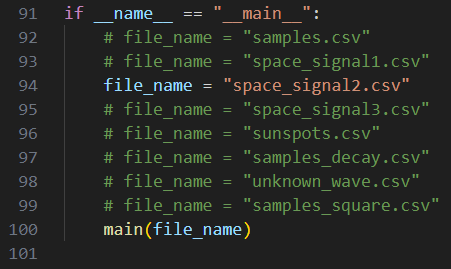 91 if __name__ == "__main__":
92     # file_name = "samples.csv"
93     # file_name = "space_signal1.csv"
94     file_name = "space_signal2.csv"
95     # file_name = "space_signal3.csv"
96     # file_name = "sunspots.csv"
97     # file_name = "samples_decay.csv"
98     # file_name = "unknown_wave.csv"
99     # file_name = "samples_square.csv"
100     main(file_name)
101